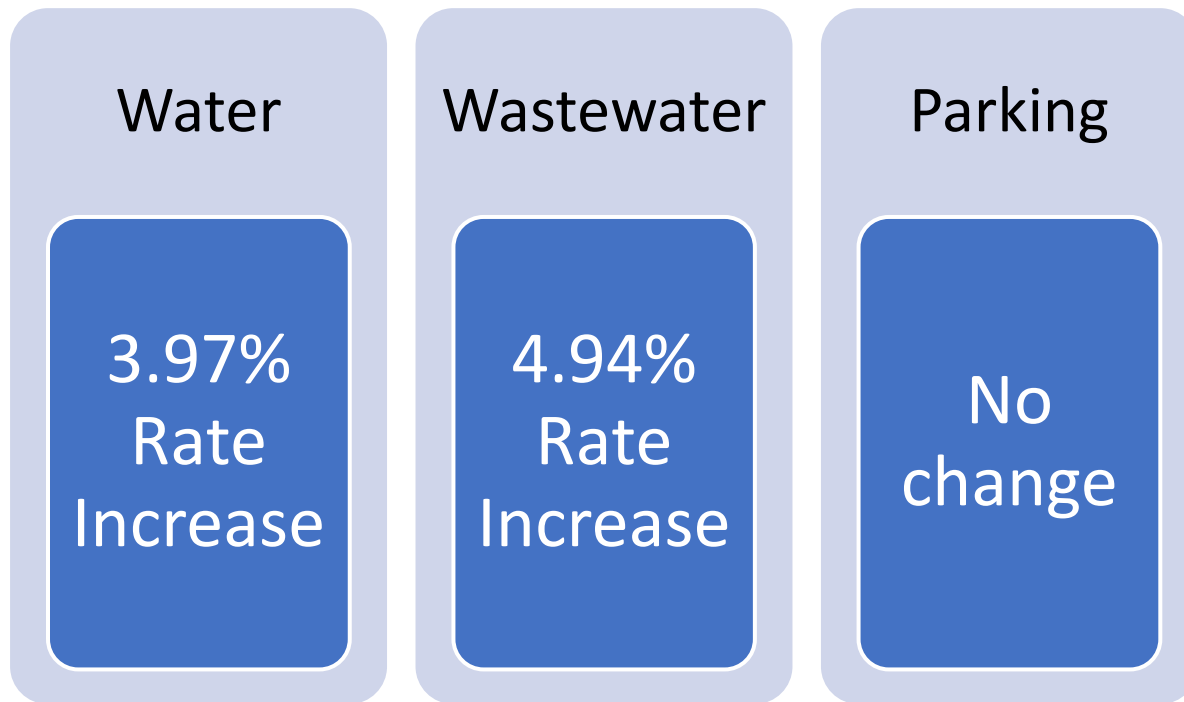 Water
3.97%
Rate
Increase
Wastewater
4.94%
Rate
Increase
Parking
No
change